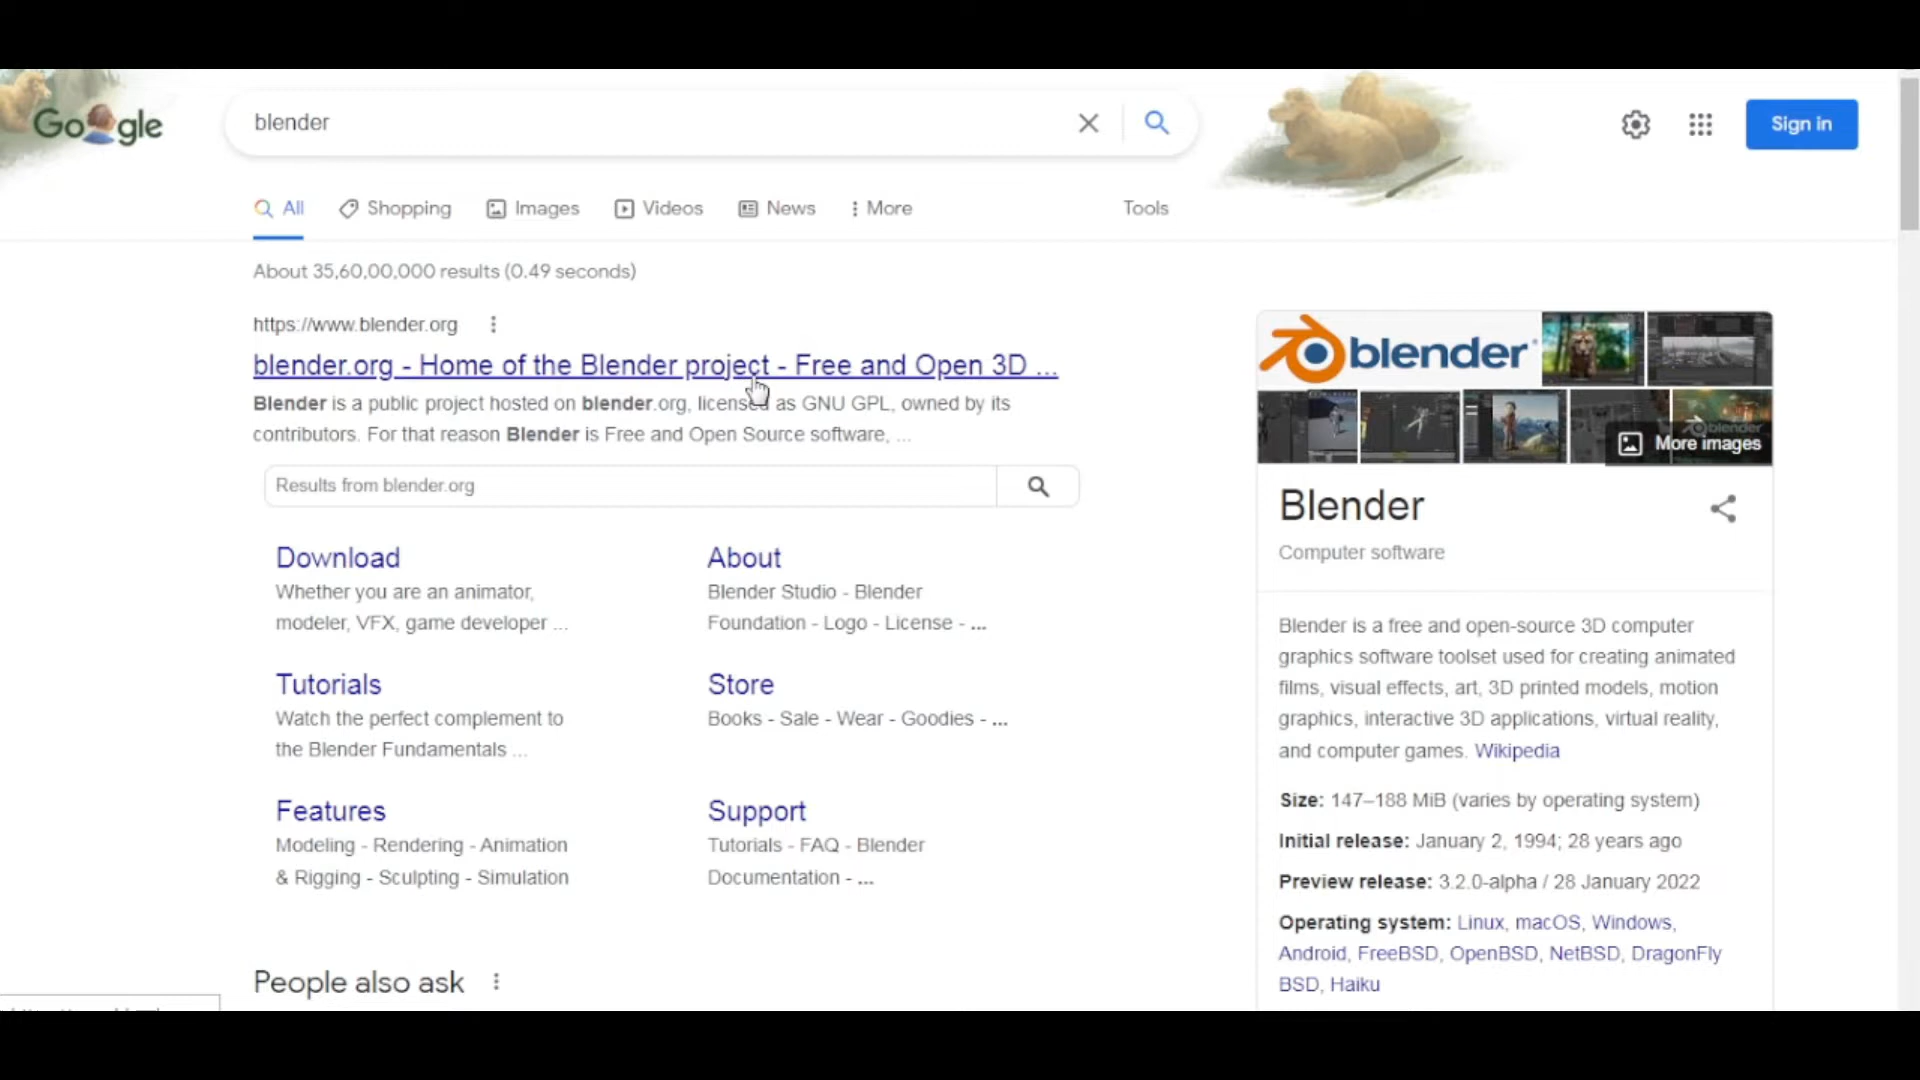 Google
blender
Sign in
All
Shopping
Images
Videos
News
More
Tools
About 35,60,00,000 results (0.49 seconds)
https://www.blender.org
blender.org - Home of the Blender project - Free and Open 3D ...
Blender is a public project hosted on blender.org, licensed as GNU GPL, owned by its
contributors. For that reason Blender is Free and Open Source software, ...
Results from blender.org
Download
Whether you are an animator,
modeler, VFX, game developer ...
About
Blender Studio - Blender
Foundation - Logo - License - ...
Tutorials
Watch the perfect complement to
the Blender Fundamentals ...
Store
Books - Sale - Wear - Goodies - ...
Features
Modeling - Rendering - Animation
& Rigging - Sculpting - Simulation
Support
Tutorials - FAQ - Blender
Documentation - ...
People also ask
blender
blender
More images
Blender
Computer software
Blender is a free and open-source 3D computer
graphics software toolset used for creating animated
films, visual effects, art, 3D printed models, motion
graphics, interactive 3D applications, virtual reality,
and computer games. Wikipedia
Size: 147–188 MiB (varies by operating system)
Initial release: January 2, 1994; 28 years ago
Preview release: 3.2.0-alpha / 28 January 2022
Operating system: Linux, macOS, Windows,
Android, FreeBSD, OpenBSD, NetBSD, DragonFly
BSD, Haiku